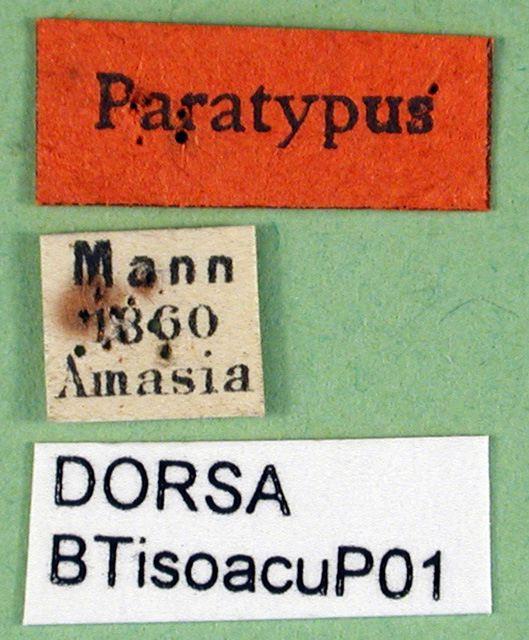 Paratypus
Mann
1860
Amasia
DORSA
BTisoacuP01